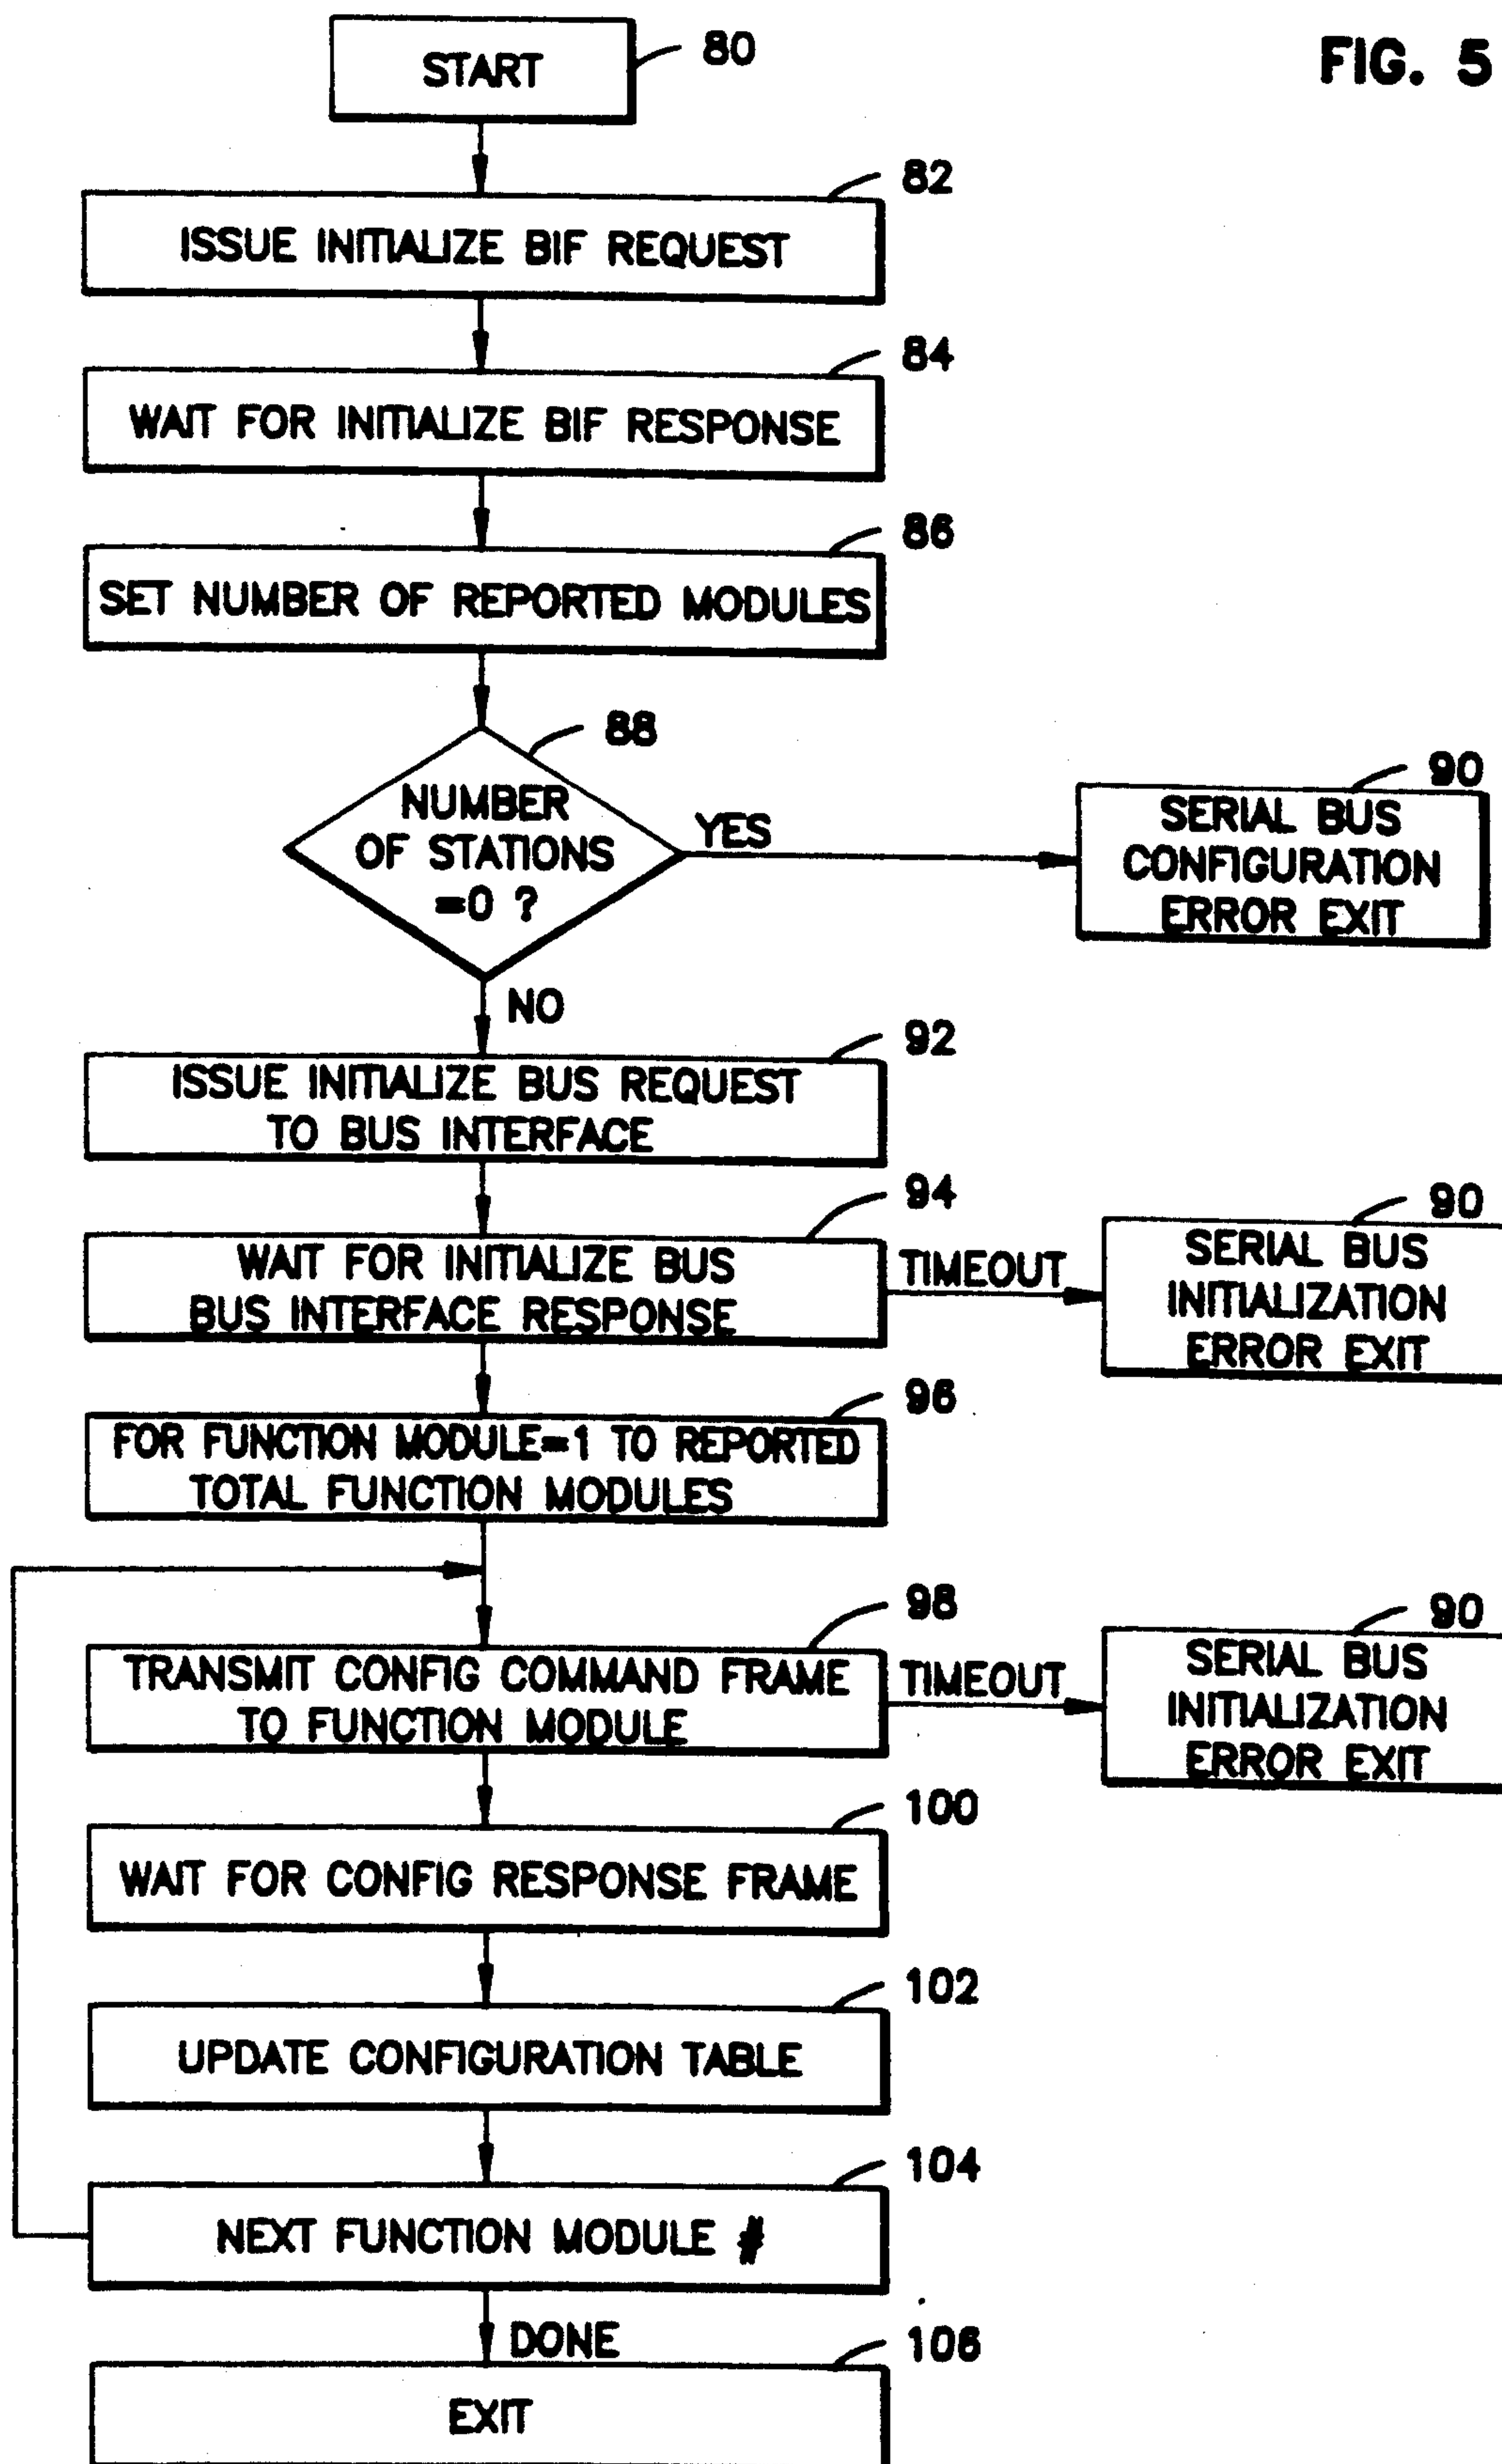 FIG. 5
START
80
82
ISSUE INITIALIZE BIF REQUEST
84
WAIT FOR INITIALIZE BIF RESPONSE
86
SET NUMBER OF REPORTED MODULES
88
NUMBER
OF STATIONS
=0 ?
YES
90
SERIAL BUS
CONFIGURATION
ERROR EXIT
NO
92
ISSUE INITIALIZE BUS REQUEST
TO BUS INTERFACE
94
WAIT FOR INITIALIZE BUS
BUS INTERFACE RESPONSE
TIMEOUT
90
SERIAL BUS
INITIALIZATION
ERROR EXIT
96
FOR FUNCTION MODULE=1 TO REPORTED
TOTAL FUNCTION MODULES
98
TRANSMIT CONFIG COMMAND FRAME
TO FUNCTION MODULE
TIMEOUT
90
SERIAL BUS
INITIALIZATION
ERROR EXIT
100
WAIT FOR CONFIG RESPONSE FRAME
102
UPDATE CONFIGURATION TABLE
104
NEXT FUNCTION MODULE #
DONE
106
EXIT